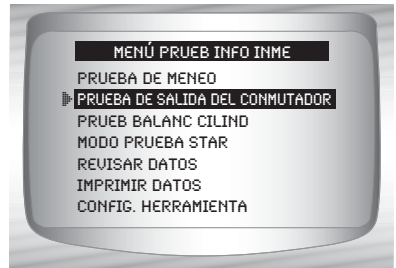 MENÚ PRUEB INFO INME
PRUEBA DE MENEO
PRUEBA DE SALIDA DEL CONMUTADOR
PRUEB BALANC CILIND
MODO PRUEBA STAR
REVISAR DATOS
IMPRIMIR DATOS
CONFIG. HERRAMIENTA